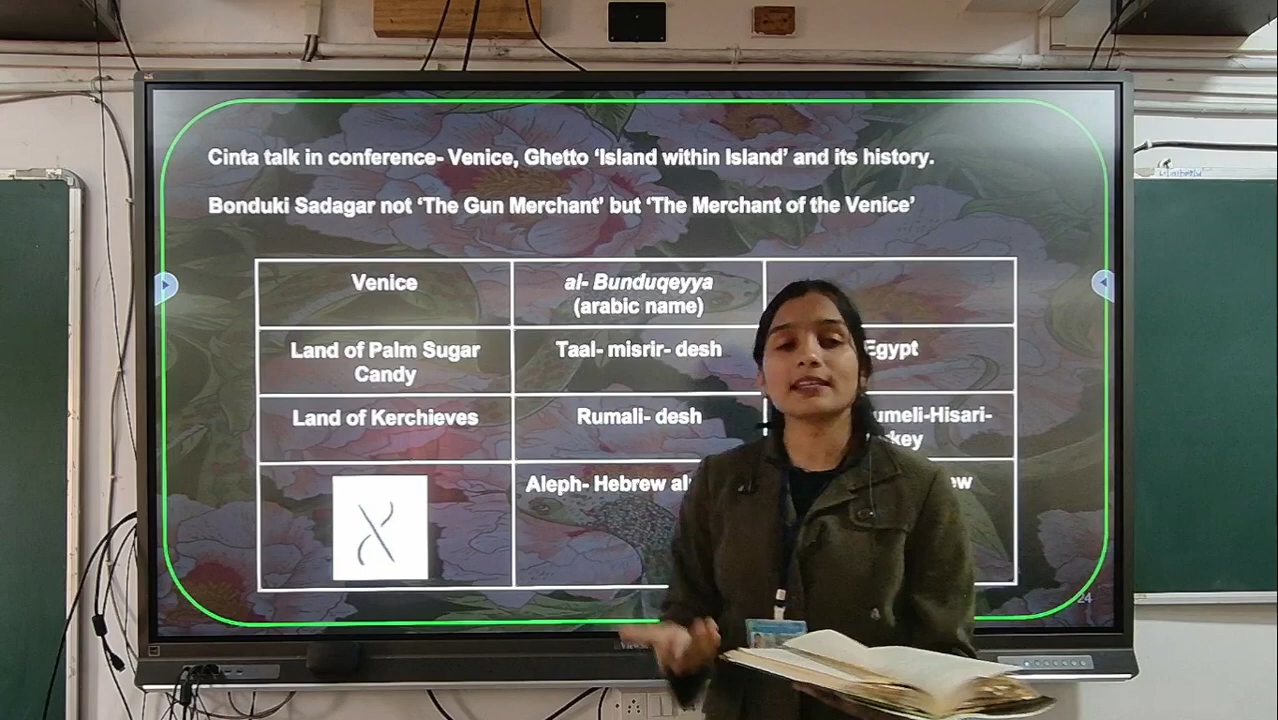 Cinta talk in conference- Venice, Ghetto ‘Island within Island’ and its history.
Bonduki Sadagar not ‘The Gun Merchant’ but ‘The Merchant of the Venice’
Venice
al- Bunduqeyya
(arabic name)
Land of Palm Sugar
Candy
Taal- misrir- desh
Egypt
Land of Kerchieves
Rumali- desh
Aleph- Hebrew
א
24